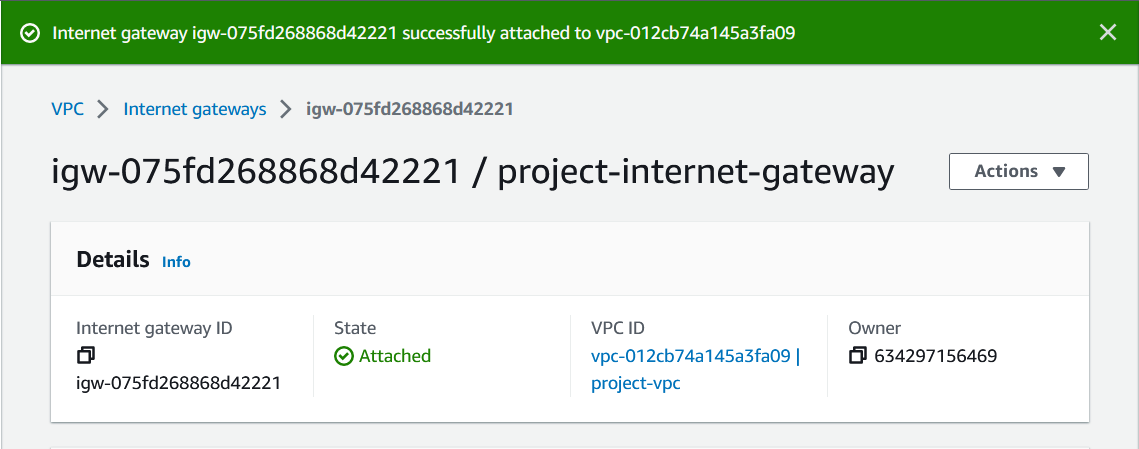 Internet gateway igw-075fd268868d42221 successfully attached to vpc-012cb74a145a3fa09
VPC > Internet gateways > igw-075fd268868d42221
igw-075fd268868d42221 / project-internet-gateway
Actions
Details Info
Internet gateway ID
igw-075fd268868d42221
State
Attached
VPC ID
vpc-012cb74a145a3fa09 |
project-vpc
Owner
634297156469